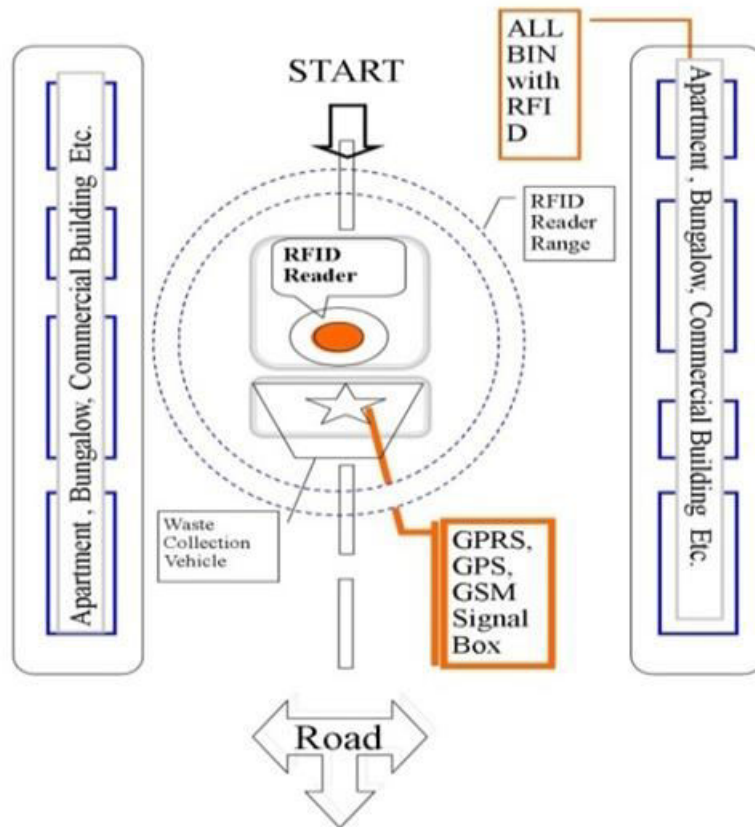 START
ALL
BIN
with
RFI
D
Apartment , Bungalow, Commercial Building Etc.
Apartment , Bungalow, Commercial Building Etc.
RFID
Reader
Range
RFID
Reader
Waste
Collection
Vehicle
GPRS,
GPS,
GSM
Signal
Box
Road